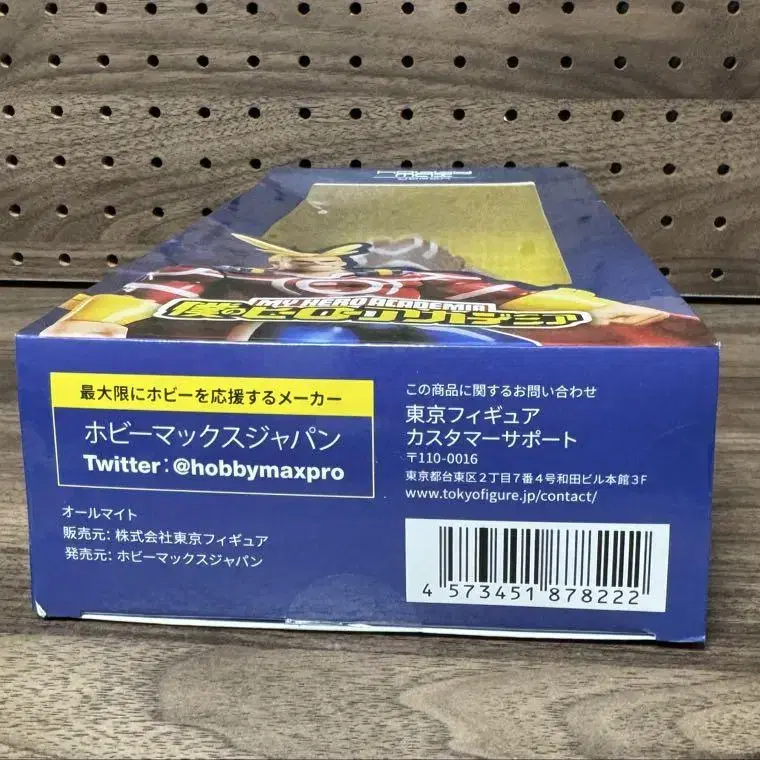 MY HERO ACADEMIA
僕のヒーローアカデミア
最大限にホビーを応援するメーカー
ホビーマックスジャパン
Twitter:@hobbymaxpro
オールマイト
販売元: 株式会社東京フィギュア
発売元: ホビーマックスジャパン
この商品に関するお問い合わせ
東京フィギュア
カスタマーサポート
〒110-0016
東京都台東区2丁目7番4号和田ビル本館3F
www.tokyofigure.jp/contact/
4 573451 878222